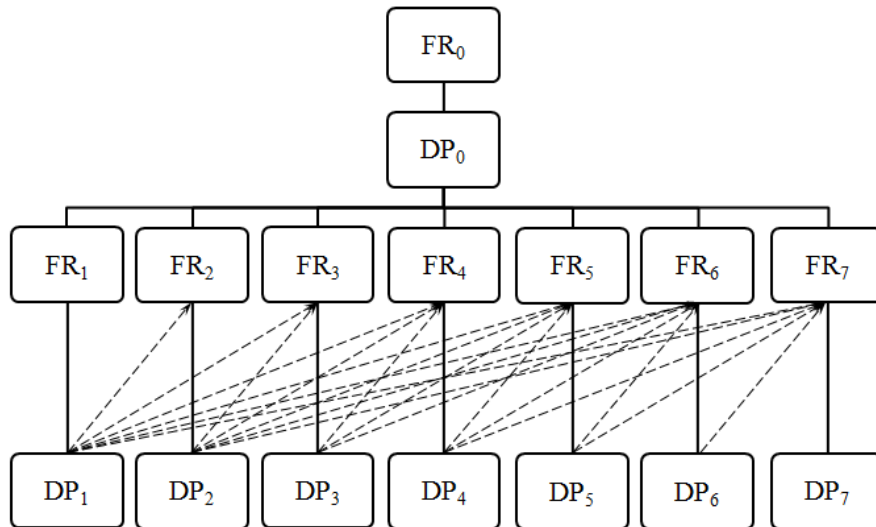 FR₀
DP₀
FR₁ FR₂ FR₃ FR₄ FR₅ FR₆ FR₇
DP₁ DP₂ DP₃ DP₄ DP₅ DP₆ DP₇